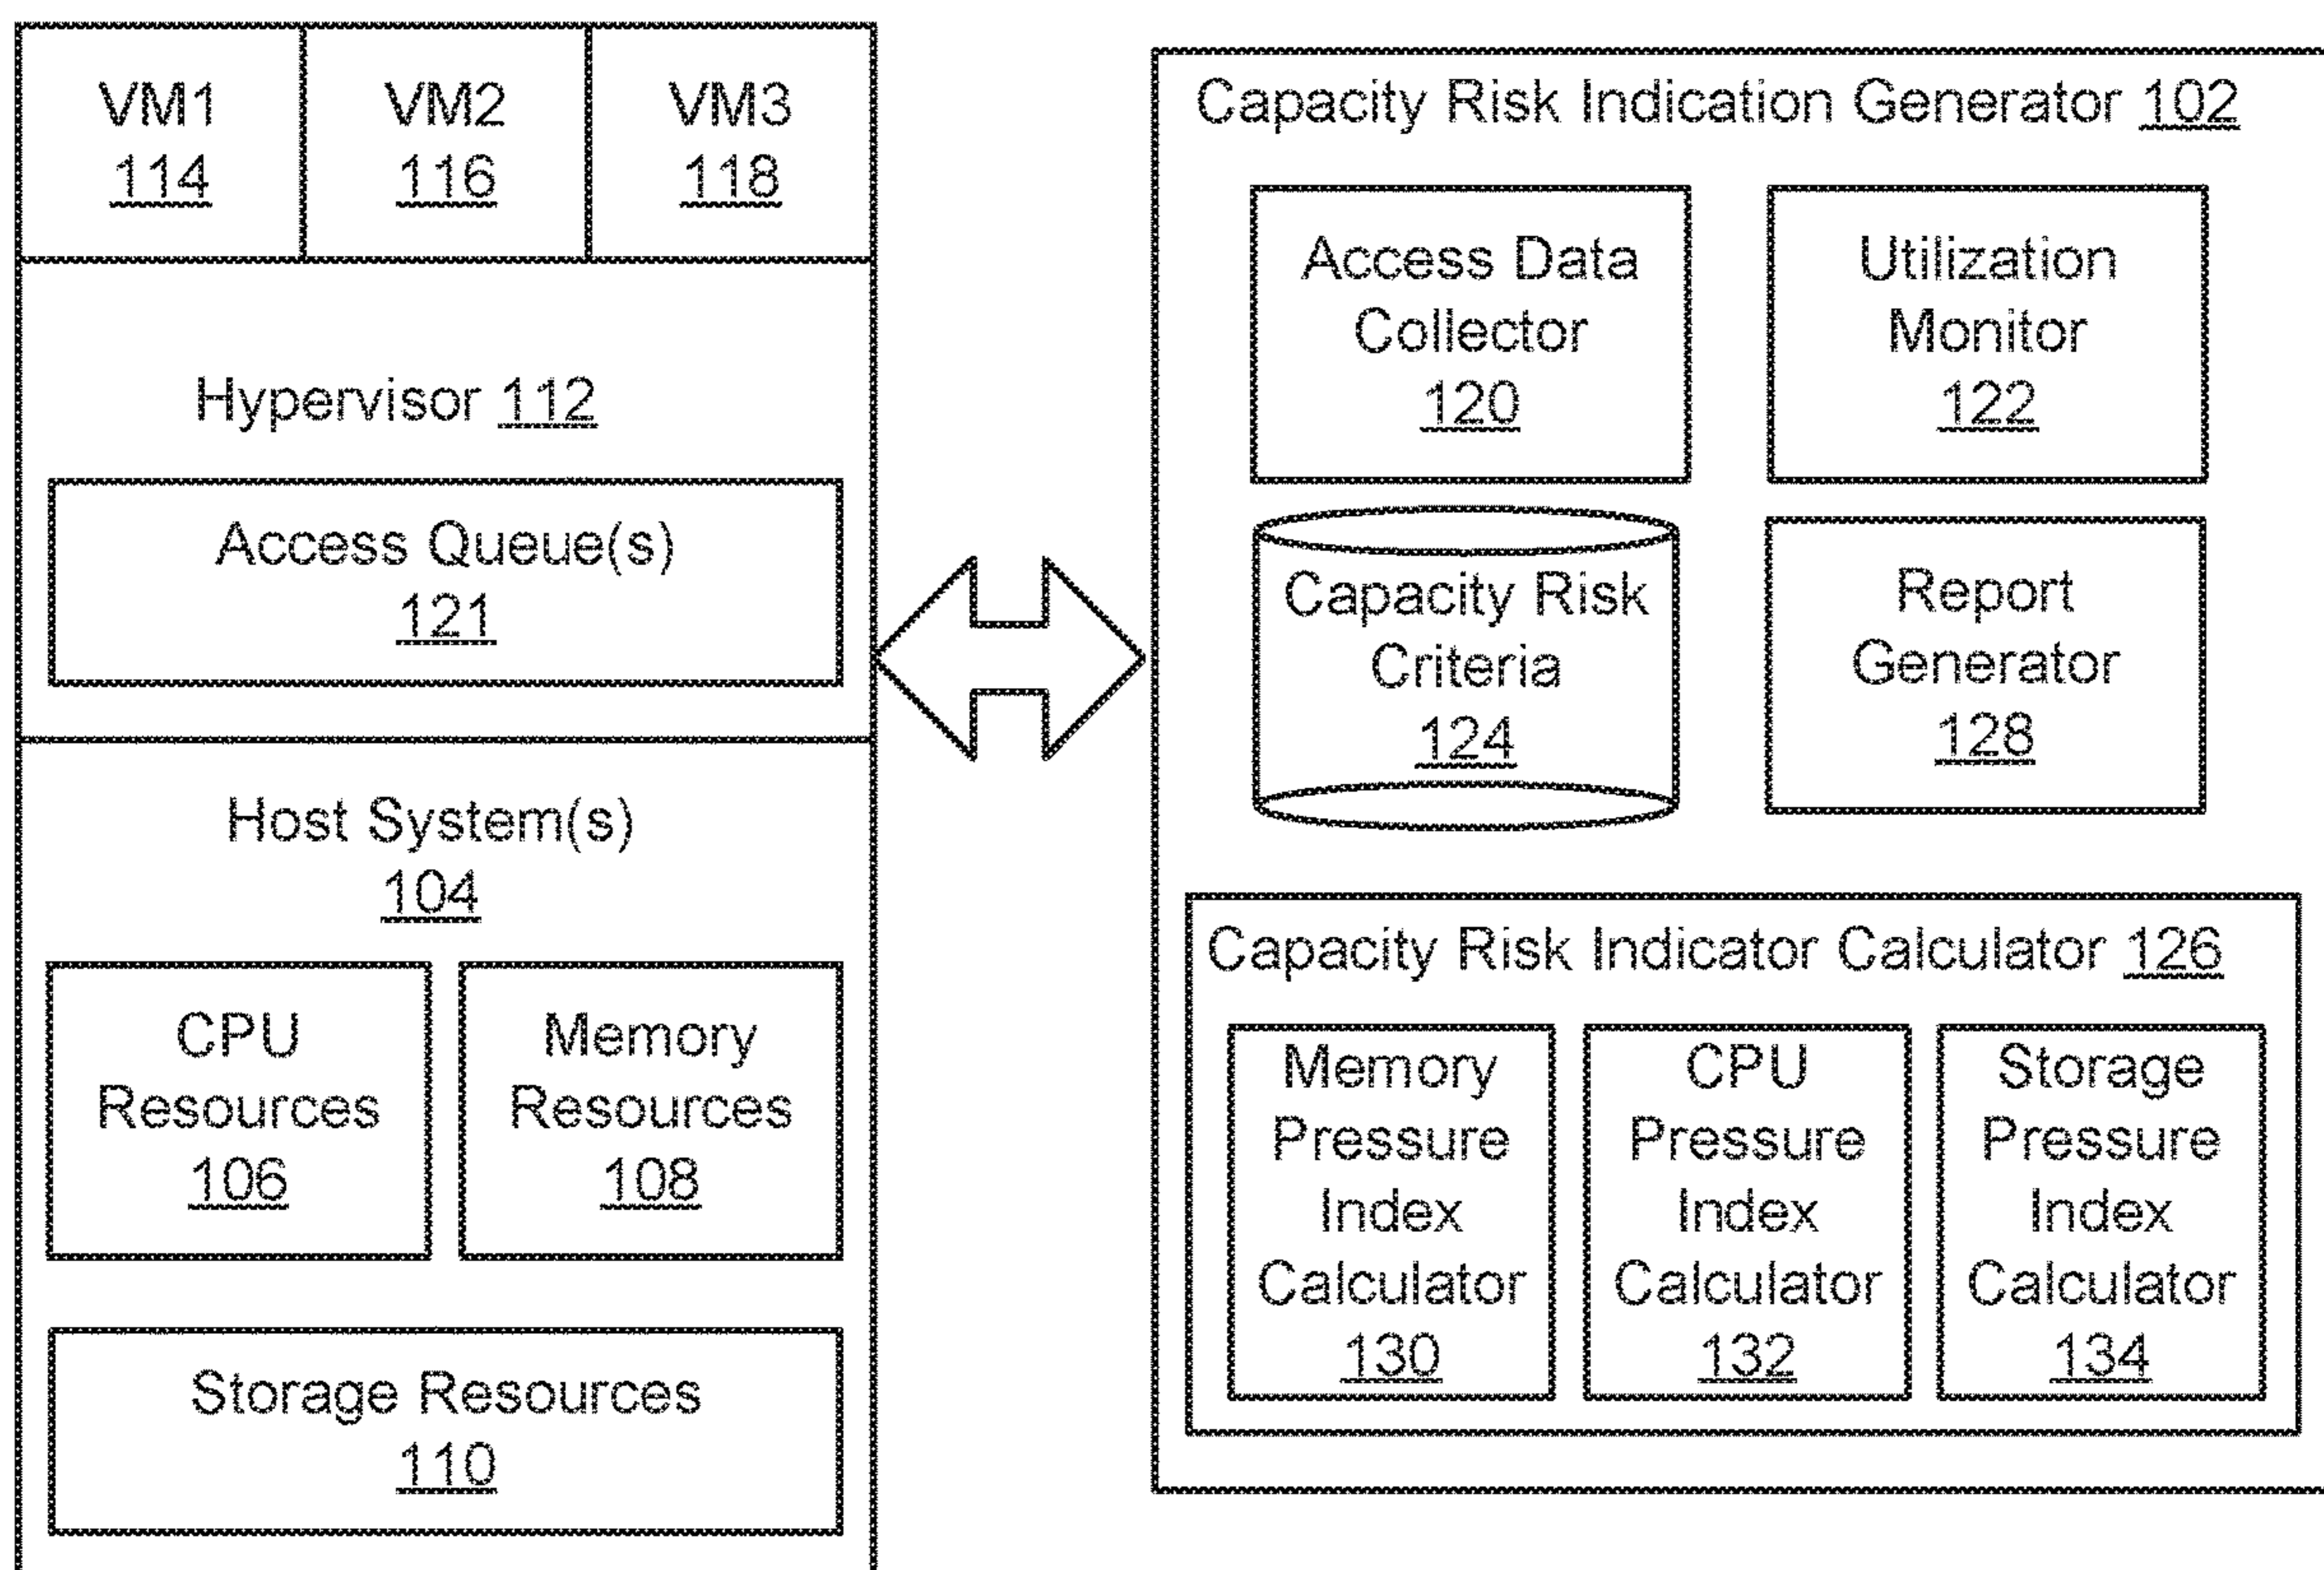 VM1
114
VM2
116
VM3
118
Hypervisor 112
Access Queue(s)
121
Host System(s)
104
CPU
Resources
106
Memory
Resources
108
Storage Resources
110
Capacity Risk Indication Generator 102
Access Data
Collector
120
Utilization
Monitor
122
Capacity Risk
Criteria
124
Report
Generator
128
Capacity Risk Indicator Calculator 126
Memory
Pressure
Index
Calculator
130
CPU
Pressure
Index
Calculator
132
Storage
Pressure
Index
Calculator
134